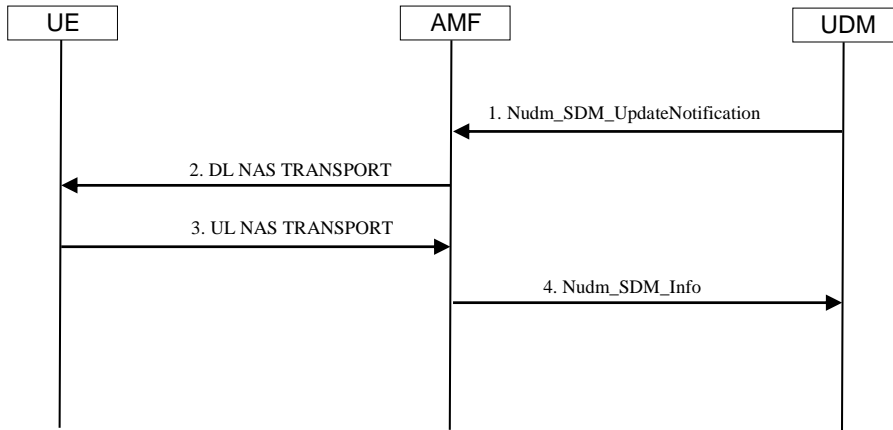 UE
AMF
UDM
1. Nudm_SDM_UpdateNotification
2. DL NAS TRANSPORT
3. UL NAS TRANSPORT
4. Nudm_SDM_Info